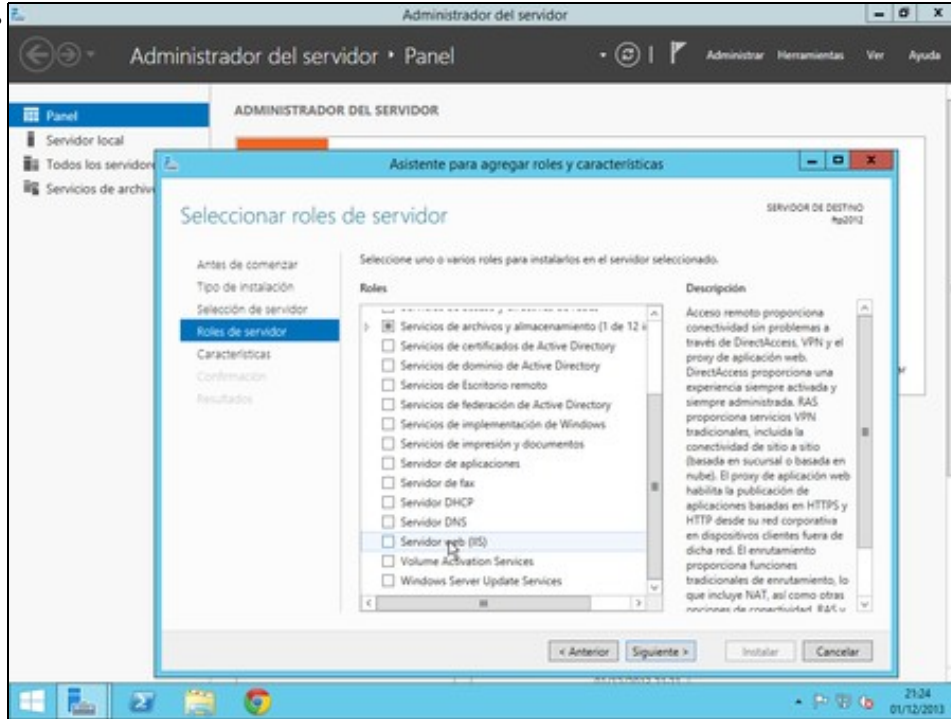 Administrador del servidor
Administrador del servidor • Panel
Administrar Herramientas Ver Ayuda
Panel
Servidor local
Todos los servidore
Servicios de archiv
ADMINISTRADOR DEL SERVIDOR
Asistente para agregar roles y características
Seleccionar roles de servidor
SERVIDOR DE DESTINO
ftp2012
Antes de comenzar
Tipo de instalación
Selección de servidor
Roles de servidor
Características
Confirmación
Resultados
Seleccione uno o varios roles para instalarlos en el servidor seleccionado.
Roles
Servicios de archivos y almacenamiento (1 de 12 i
Servicios de certificados de Active Directory
Servicios de dominio de Active Directory
Servicios de Escritorio remoto
Servicios de federación de Active Directory
Servicios de implementación de Windows
Servicios de impresión y documentos
Servidor de aplicaciones
Servidor de fax
Servidor DHCP
Servidor DNS
Servidor web (IIS)
Volume Activation Services
Windows Server Update Services
Descripción
Acceso remoto proporciona
conectividad sin problemas a
través de DirectAccess, VPN y el
proxy de aplicación web.
DirectAccess proporciona una
experiencia siempre activada y
siempre administrada. RAS
proporciona servicios VPN
tradicionales, incluida la
conectividad de sitio a sitio
(basada en sucursal o basada en
nube). El proxy de aplicación web
habilita la publicación de
aplicaciones basadas en HTTPS y
HTTP desde su red corporativa
en dispositivos clientes fuera de
dicha red. El enrutamiento
proporciona funciones
tradicionales de enrutamiento, lo
que incluye NAT, así como otras
opciones de conectividad. RAS y
< Anterior Siguiente > Instalar Cancelar
21:24
01/12/2013